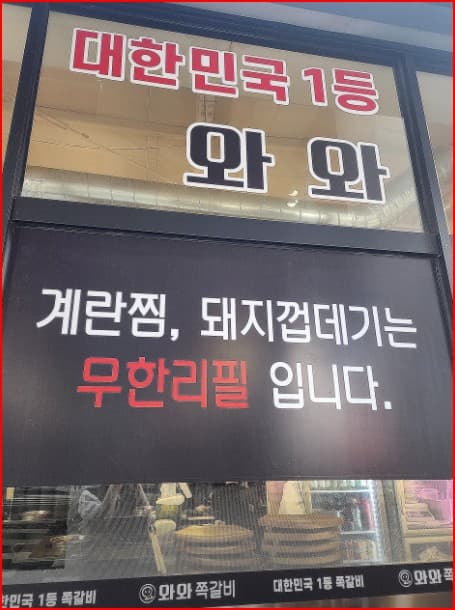 대한민국 1등
와 와
계란찜, 돼지껍데기는
무한리필 입니다.
대한민국 1등 쪽갈비 와와쪽갈비 대한민국 1등 쪽갈비 와와쪽